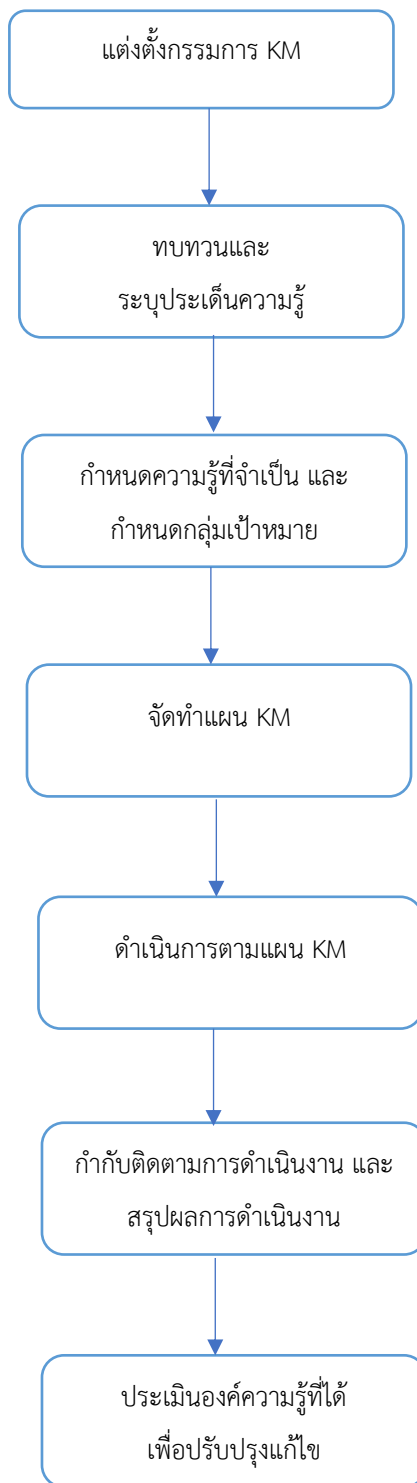 แต่งตั้งกรรมการ KM
ทบทวนและ
ระบุประเด็นความรู้
กำหนดความรู้ที่จำเป็น และ
กำหนดกลุ่มเป้าหมาย
จัดทำแผน KM
ดำเนินการตามแผน KM
กำกับติดตามการดำเนินงาน และ
สรุปผลการดำเนินงาน
ประเมินองค์ความรู้ที่ได้
เพื่อปรับปรุงแก้ไข